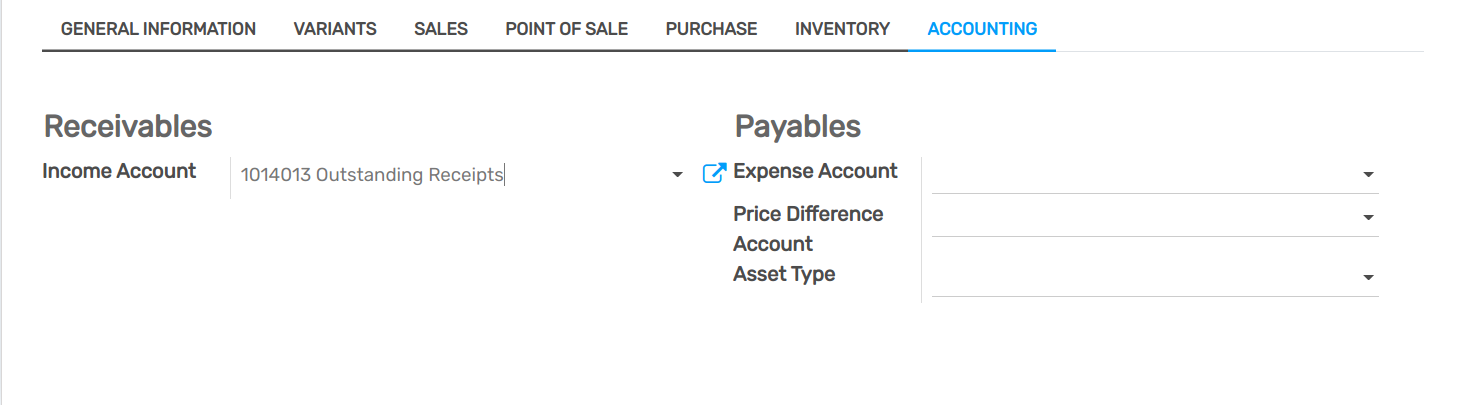 GENERAL INFORMATION VARIANTS SALES POINT OF SALE PURCHASE INVENTORY ACCOUNTING
Receivables
Income Account 1014013 Outstanding Receipts
Payables
Expense Account
Price Difference
Account
Asset Type